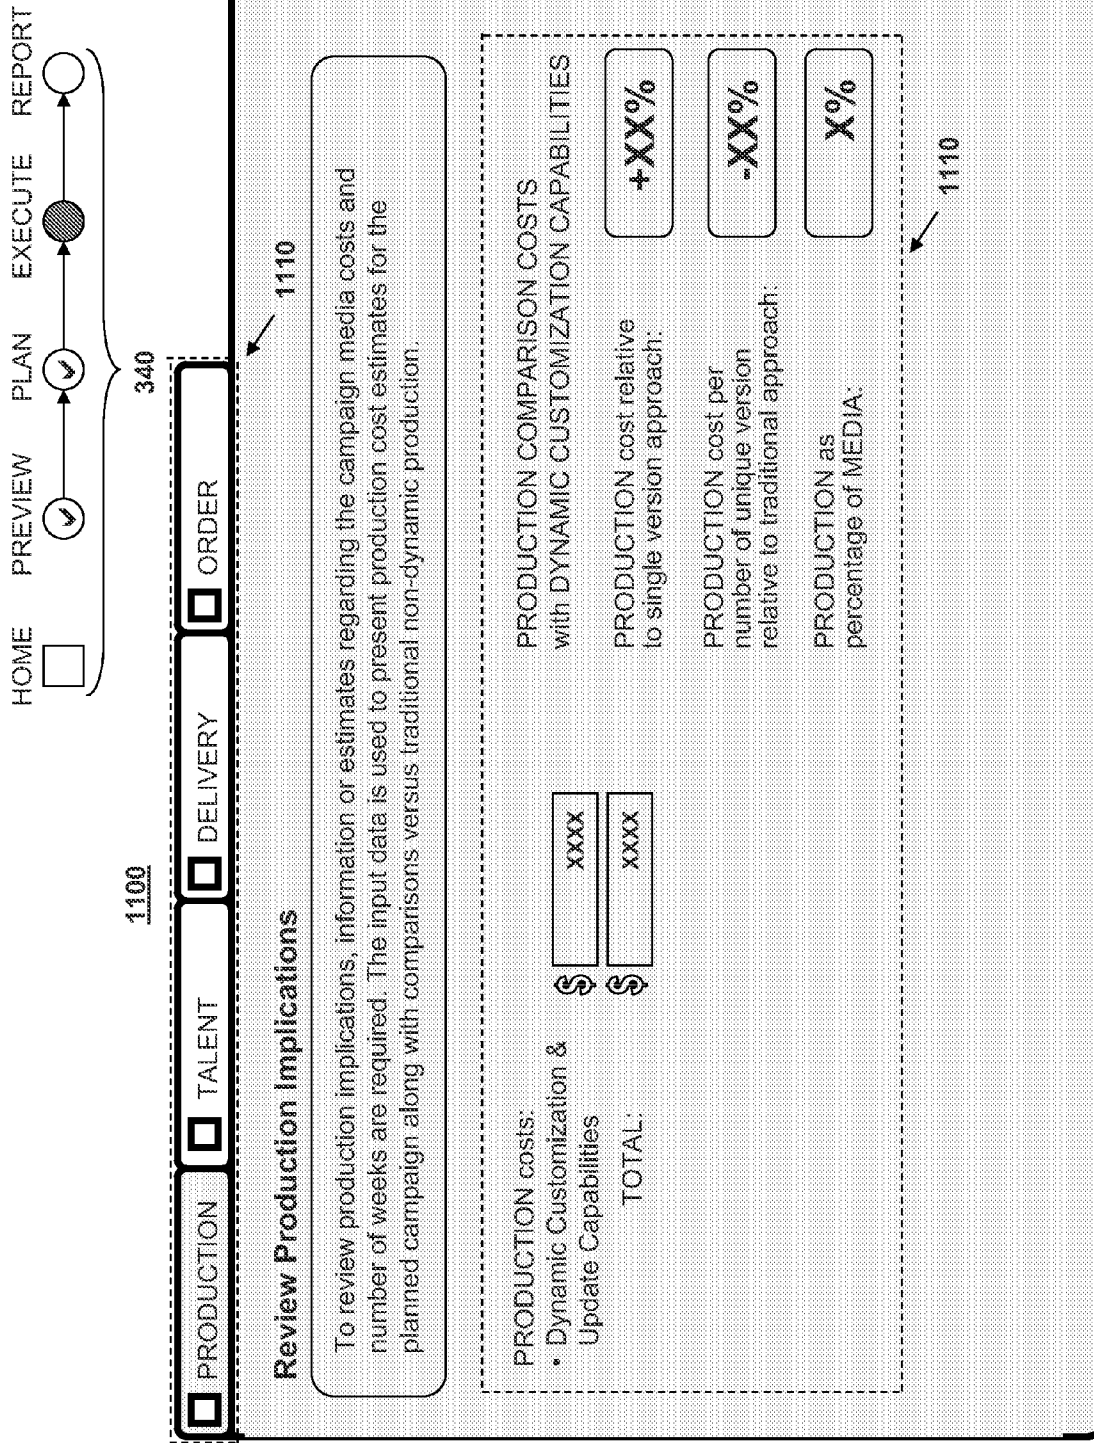 HOME PREVIEW PLAN EXECUTE REPORT
340
1100
PRODUCTION TALENT DELIVERY ORDER
1110
Review Production Implications
To review production implications, information or estimates regarding the campaign media costs and
number of weeks are required. The input data is used to present production cost estimates for the
planned campaign along with comparisons versus traditional non-dynamic production.
PRODUCTION costs:
• Dynamic Customization &
Update Capabilities
$ xxxx
TOTAL:
$ xxxx
PRODUCTION COMPARISON COSTS
with DYNAMIC CUSTOMIZATION CAPABILITIES
PRODUCTION cost relative
to single version approach:
+XX%
PRODUCTION cost per
number of unique version
relative to traditional approach:
-XX%
PRODUCTION as
percentage of MEDIA.
X%
1110